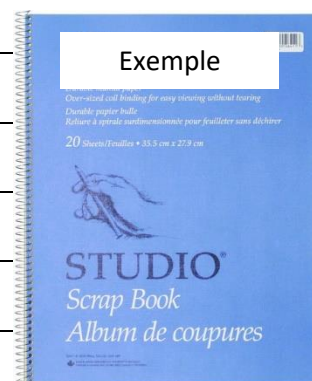 Exemple
Over-sized coil binding for easy viewing without tearing
Durable papier bulle
Reliure à spirale surdimensionnée pour feuilleter sans déchirer
20 Sheets/Feuilles • 35.5 cm x 27.9 cm
STUDIO®
Scrap Book
Album de coupures